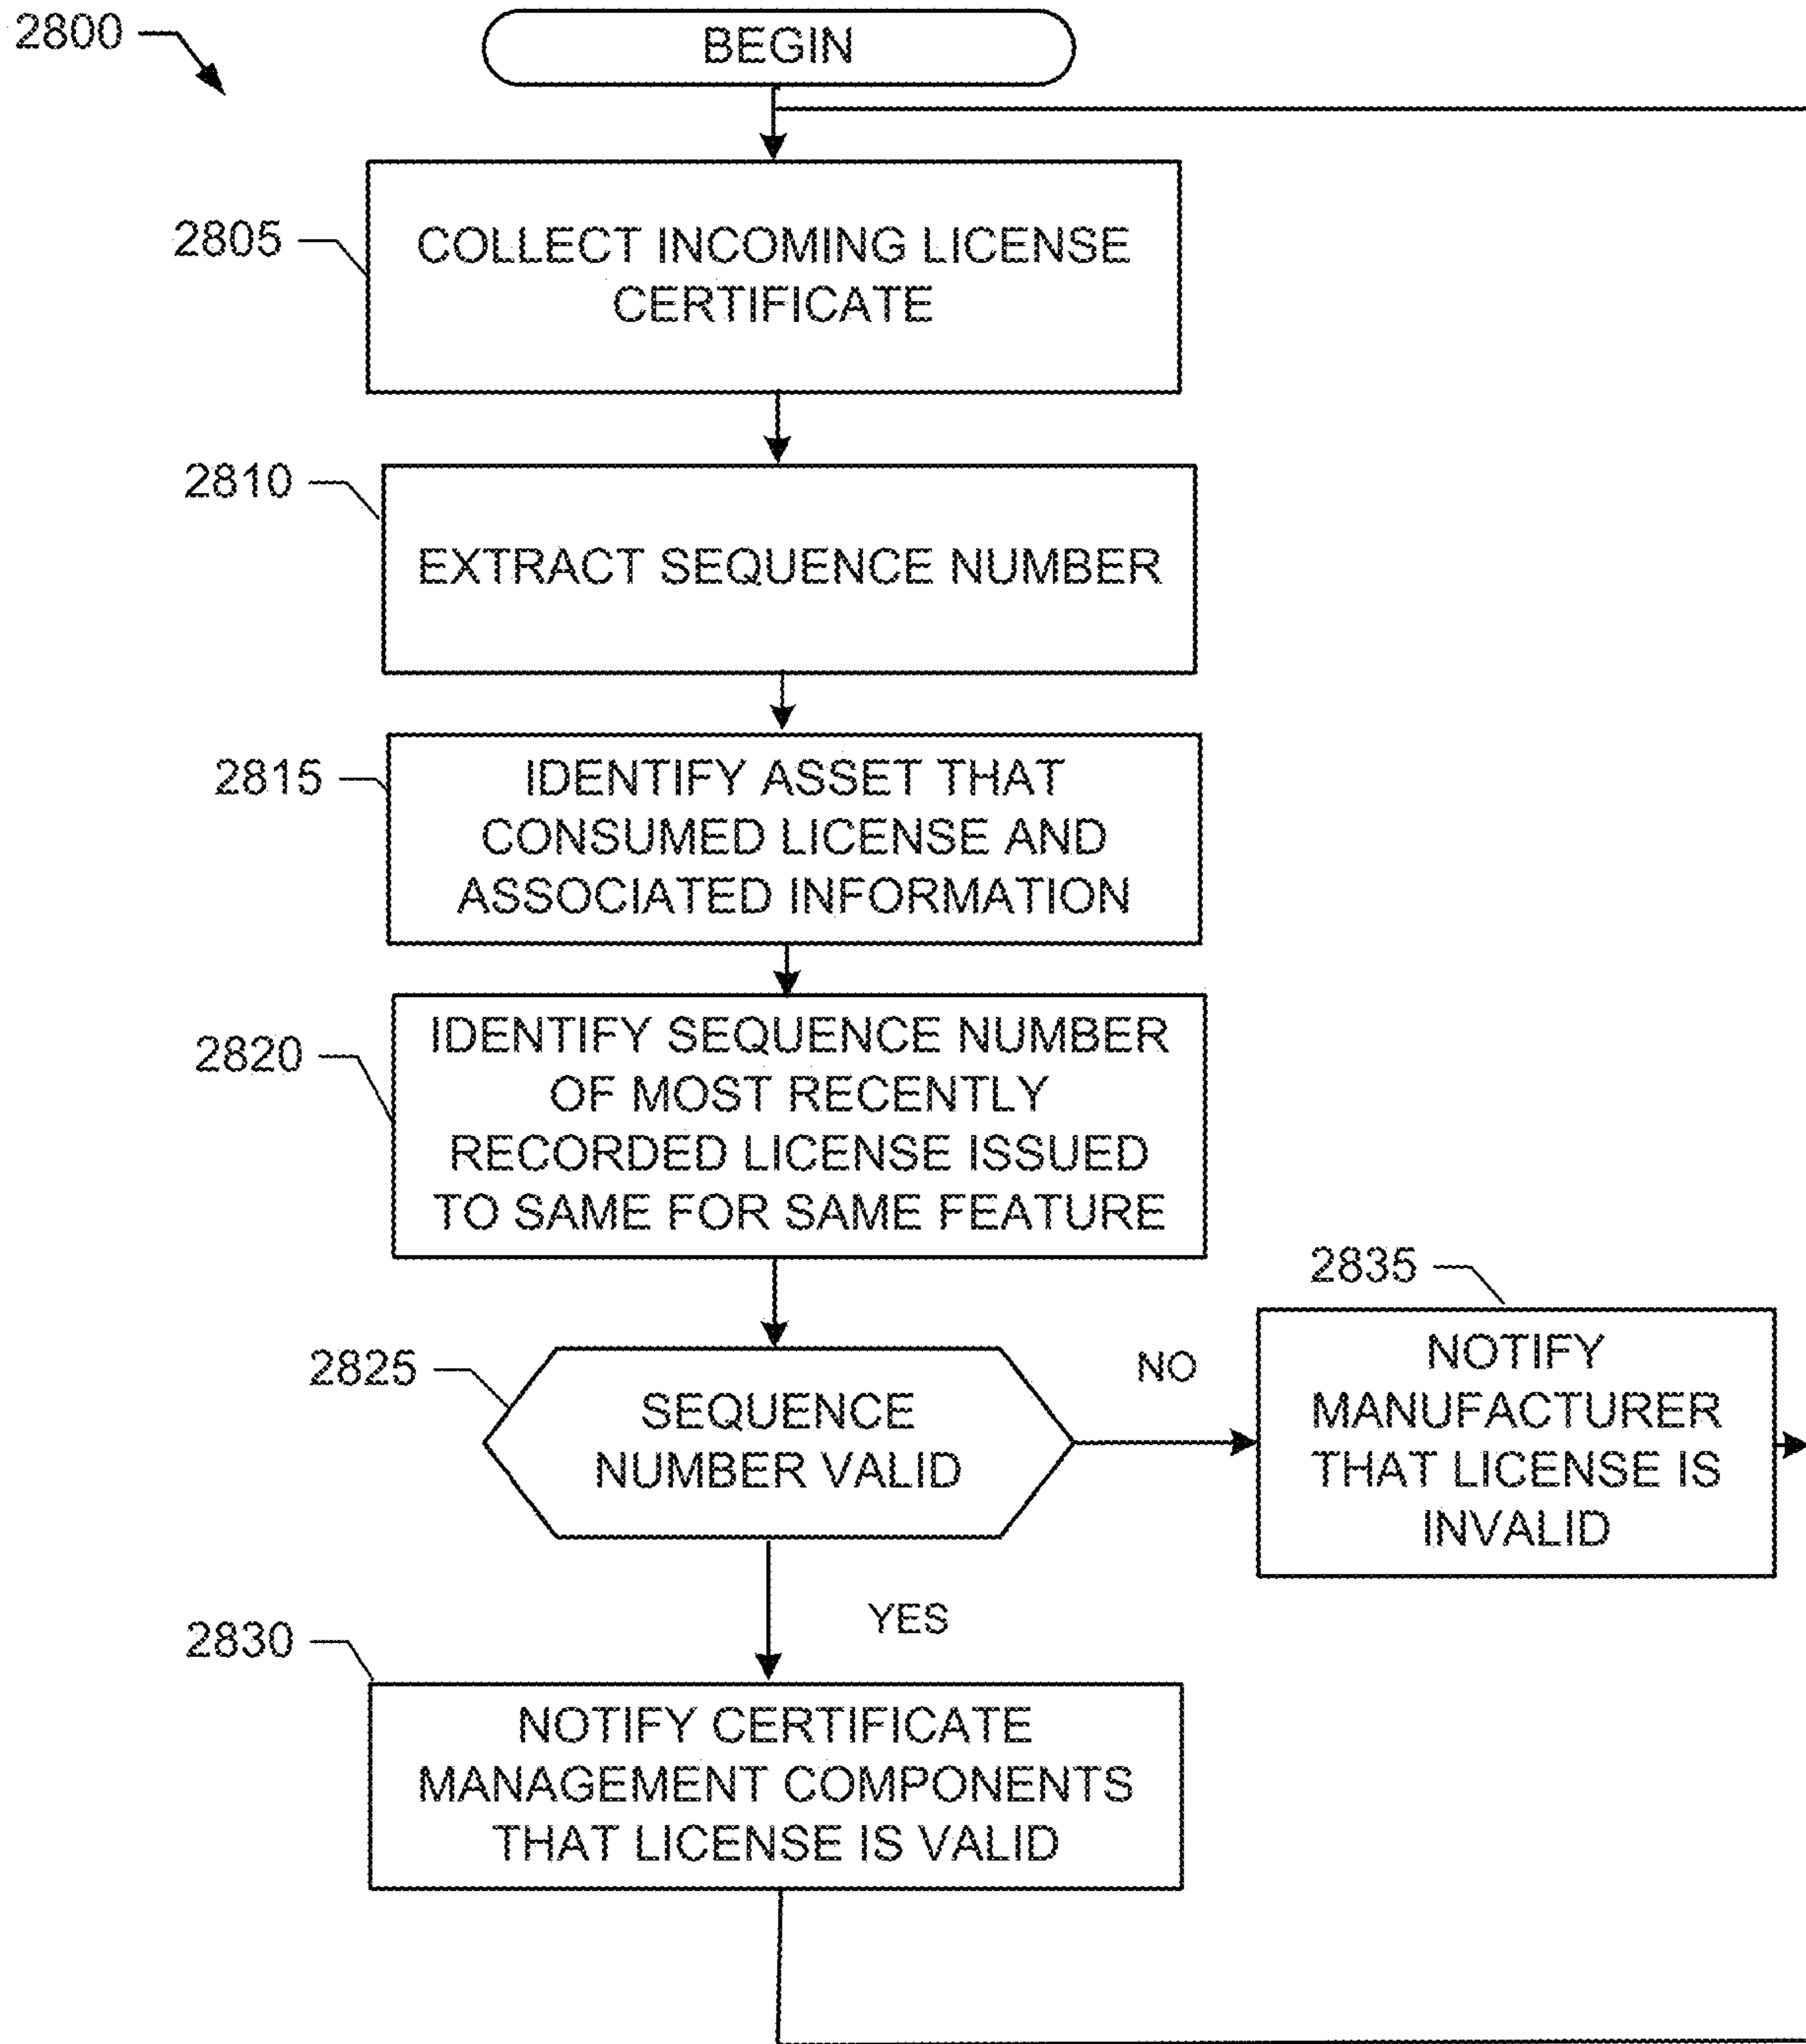 2800
BEGIN
2805
COLLECT INCOMING LICENSE
CERTIFICATE
2810
EXTRACT SEQUENCE NUMBER
2815
IDENTIFY ASSET THAT
CONSUMED LICENSE AND
ASSOCIATED INFORMATION
2820
IDENTIFY SEQUENCE NUMBER
OF MOST RECENTLY
RECORDED LICENSE ISSUED
TO SAME FOR SAME FEATURE
2825
SEQUENCE
NUMBER VALID
NO
2835
NOTIFY
MANUFACTURER
THAT LICENSE IS
INVALID
YES
2830
NOTIFY CERTIFICATE
MANAGEMENT COMPONENTS
THAT LICENSE IS VALID